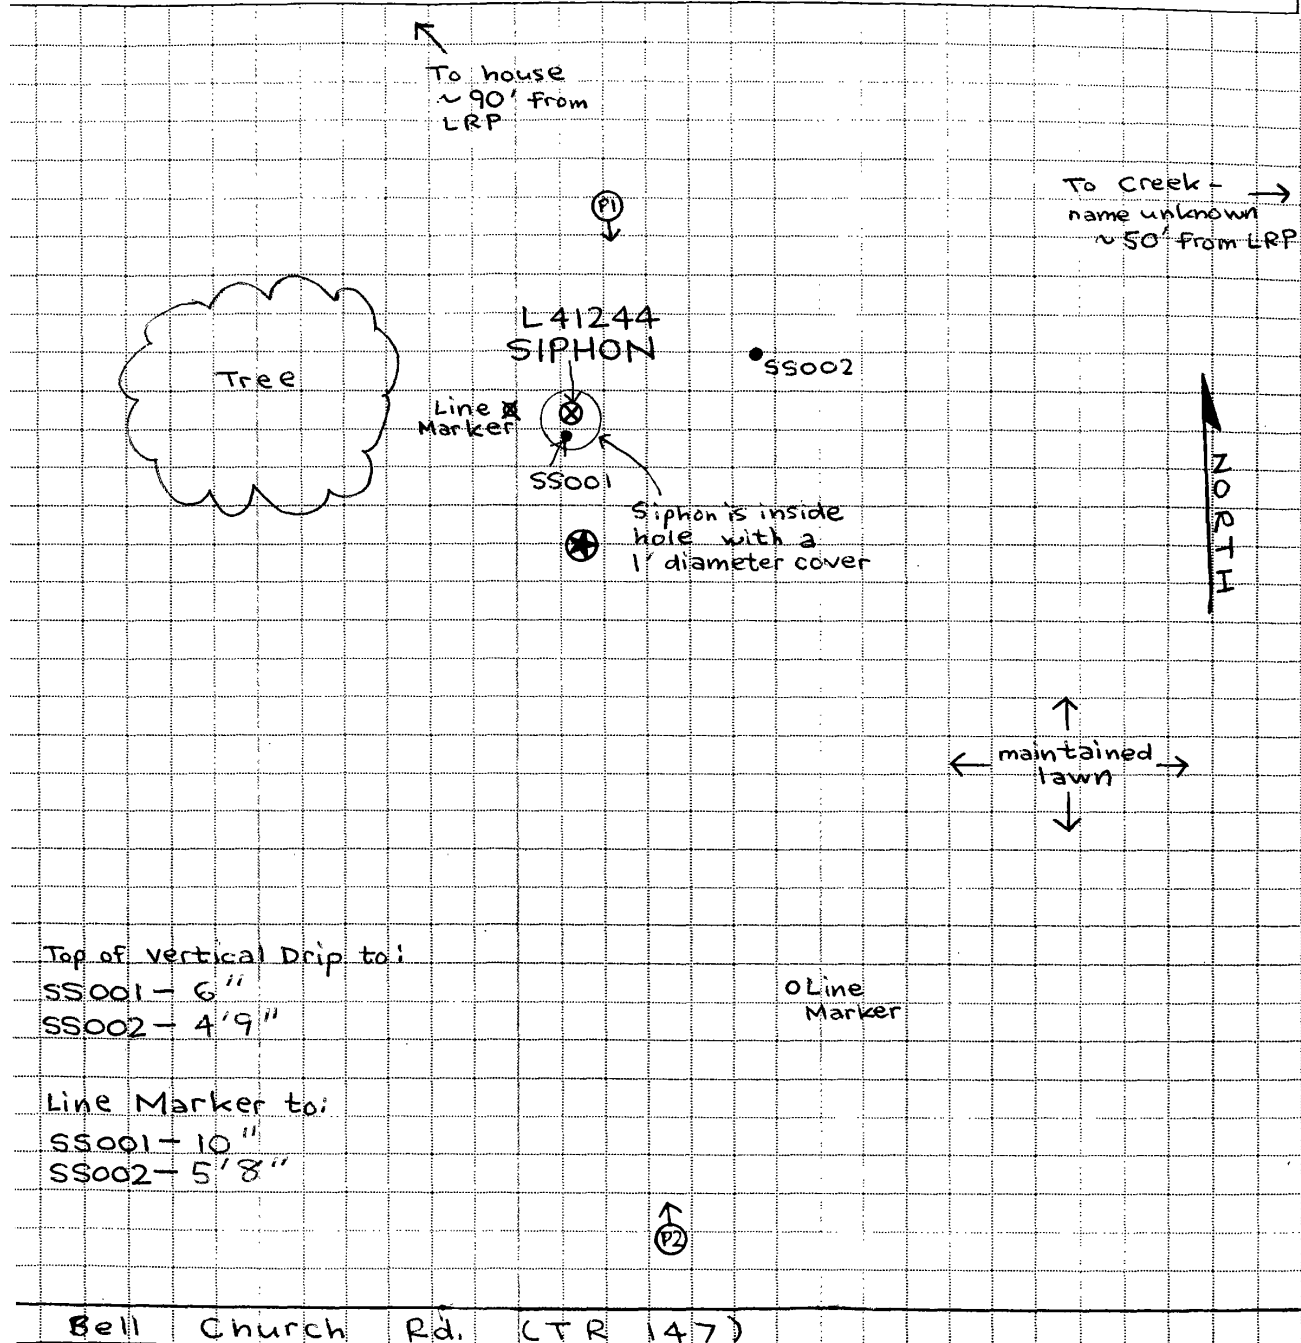 To house
~ 90' from
LRP
P1
To Creek -
name unknown
~ 50' from LRP
L41244
SIPHON
Tree
SS002
Line
Marker
SS001
Siphon is inside
hole with a
1' diameter cover
NORTH
maintained
lawn
Top of Vertical Drip to:
SS001 - 6"
SS002 - 4'9"
Line
Marker
Line Marker to:
SS001 - 10"
SS002 - 5'8"
P2
Bell Church Rd. (TR 147)